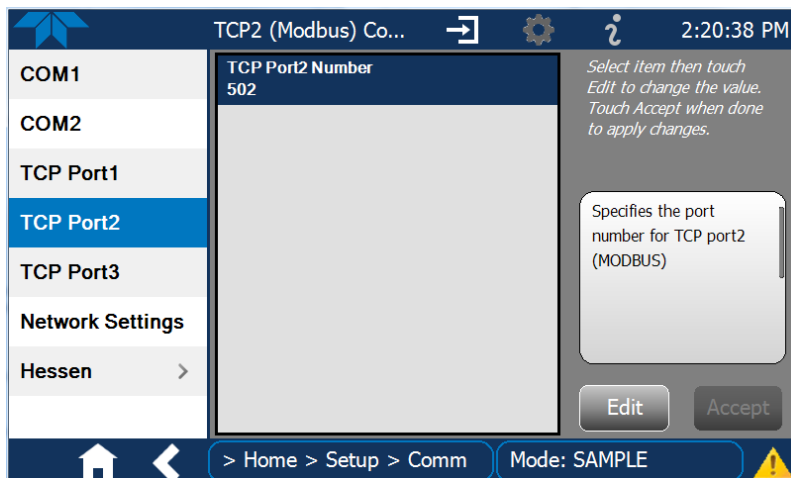 TCP2 (Modbus) Co...
2:20:38 PM
COM1
COM2
TCP Port1
TCP Port2
TCP Port3
Network Settings
Hessen
TCP Port2 Number
502
Select item then touch
Edit to change the value.
Touch Accept when done
to apply changes.
Specifies the port
number for TCP port2
(MODBUS)
Edit
Accept
> Home > Setup > Comm
Mode: SAMPLE